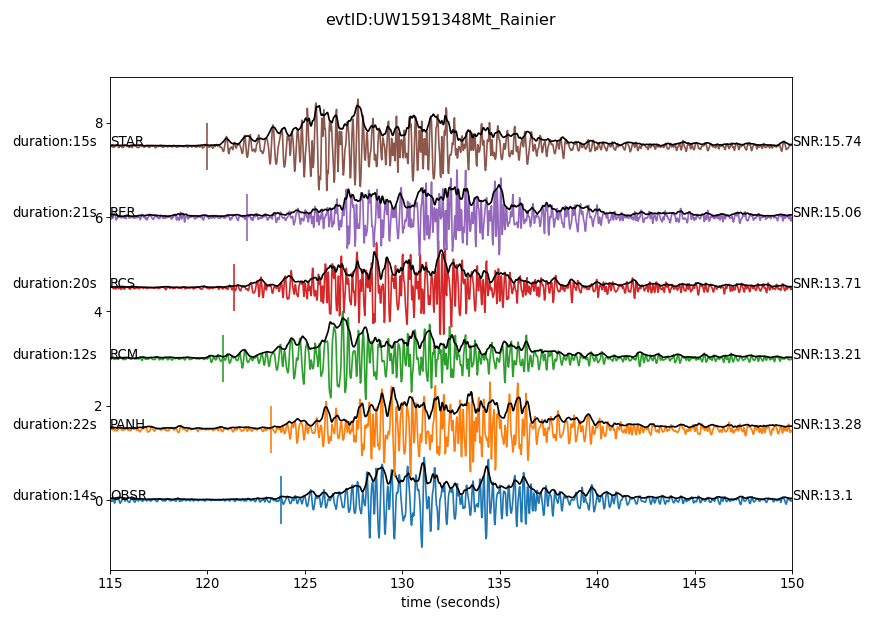 evtID:UW1591348Mt_Rainier
8
duration:15s STAR SNR:15.74
duration:21s RER SNR:15.06
6
duration:20s RCS SNR:13.71
4
duration:12s RCM SNR:13.21
2
duration:22s PANH SNR:13.28
duration:14s OBSR SNR:13.1
0
115 120 125 130 135 140 145 150
time (seconds)